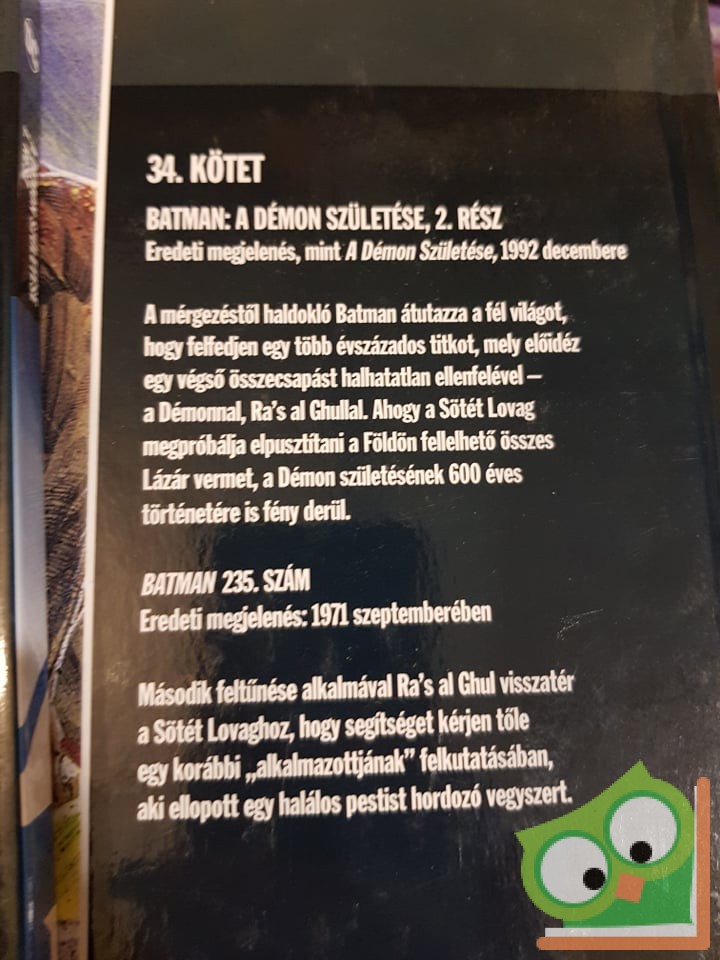 34. KÖTET
BATMAN: A DÉMON SZÜLETÉSE, 2. RÉSZ
Eredeti megjelenés, mint A Démon Születése, 1992 decembere
A mérgezéstől haldokló Batman átutazza a fél világot,
hogy felfedjen egy több évszázados titkot, mely előidéz
egy végső összecsapást halhatatlan ellenfelével –
a Démonnal, Ra's al Ghullal. Ahogy a Sötét Lovag
megpróbálja elpusztítani a Földön fellelhető összes
Lázár vermet, a Démon születésének 600 éves
történetére is fény derül.
BATMAN 235. SZÁM
Eredeti megjelenés: 1971 szeptemberében
Második feltűnése alkalmával Ra's al Ghul visszatér
a Sötét Lovaghoz, hogy segítséget kérjen tőle
egy korábbi „alkalmazottjának” felkutatásában,
aki ellopott egy halálos pestist hordozó vegyszert.